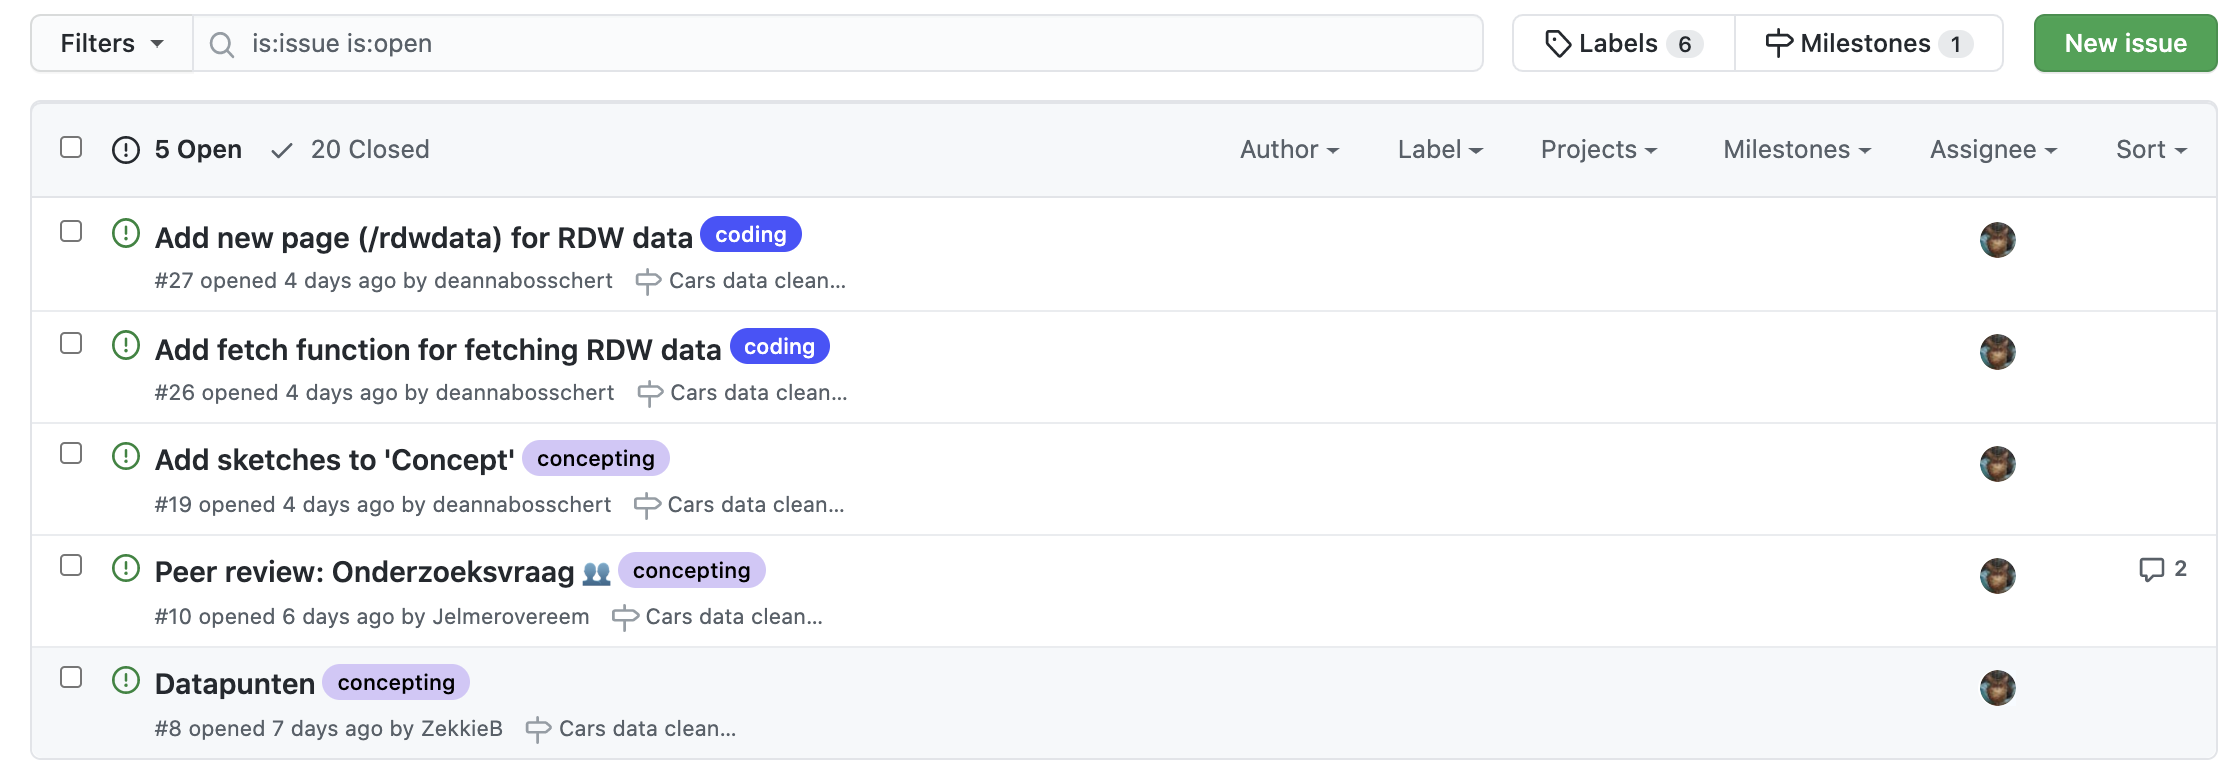 Filters is:issue is:open Labels 6 Milestones 1 New issue
5 Open 20 Closed Author Label Projects Milestones Assignee Sort
Add new page (/rdwdata) for RDW data coding
#27 opened 4 days ago by deannabosschert Cars data clean...
Add fetch function for fetching RDW data coding
#26 opened 4 days ago by deannabosschert Cars data clean...
Add sketches to 'Concept' concepting
#19 opened 4 days ago by deannabosschert Cars data clean...
Peer review: Onderzoeksvraag 👥 concepting 2
#10 opened 6 days ago by Jelmerovereem Cars data clean...
Datapunten concepting
#8 opened 7 days ago by ZekkieB Cars data clean...